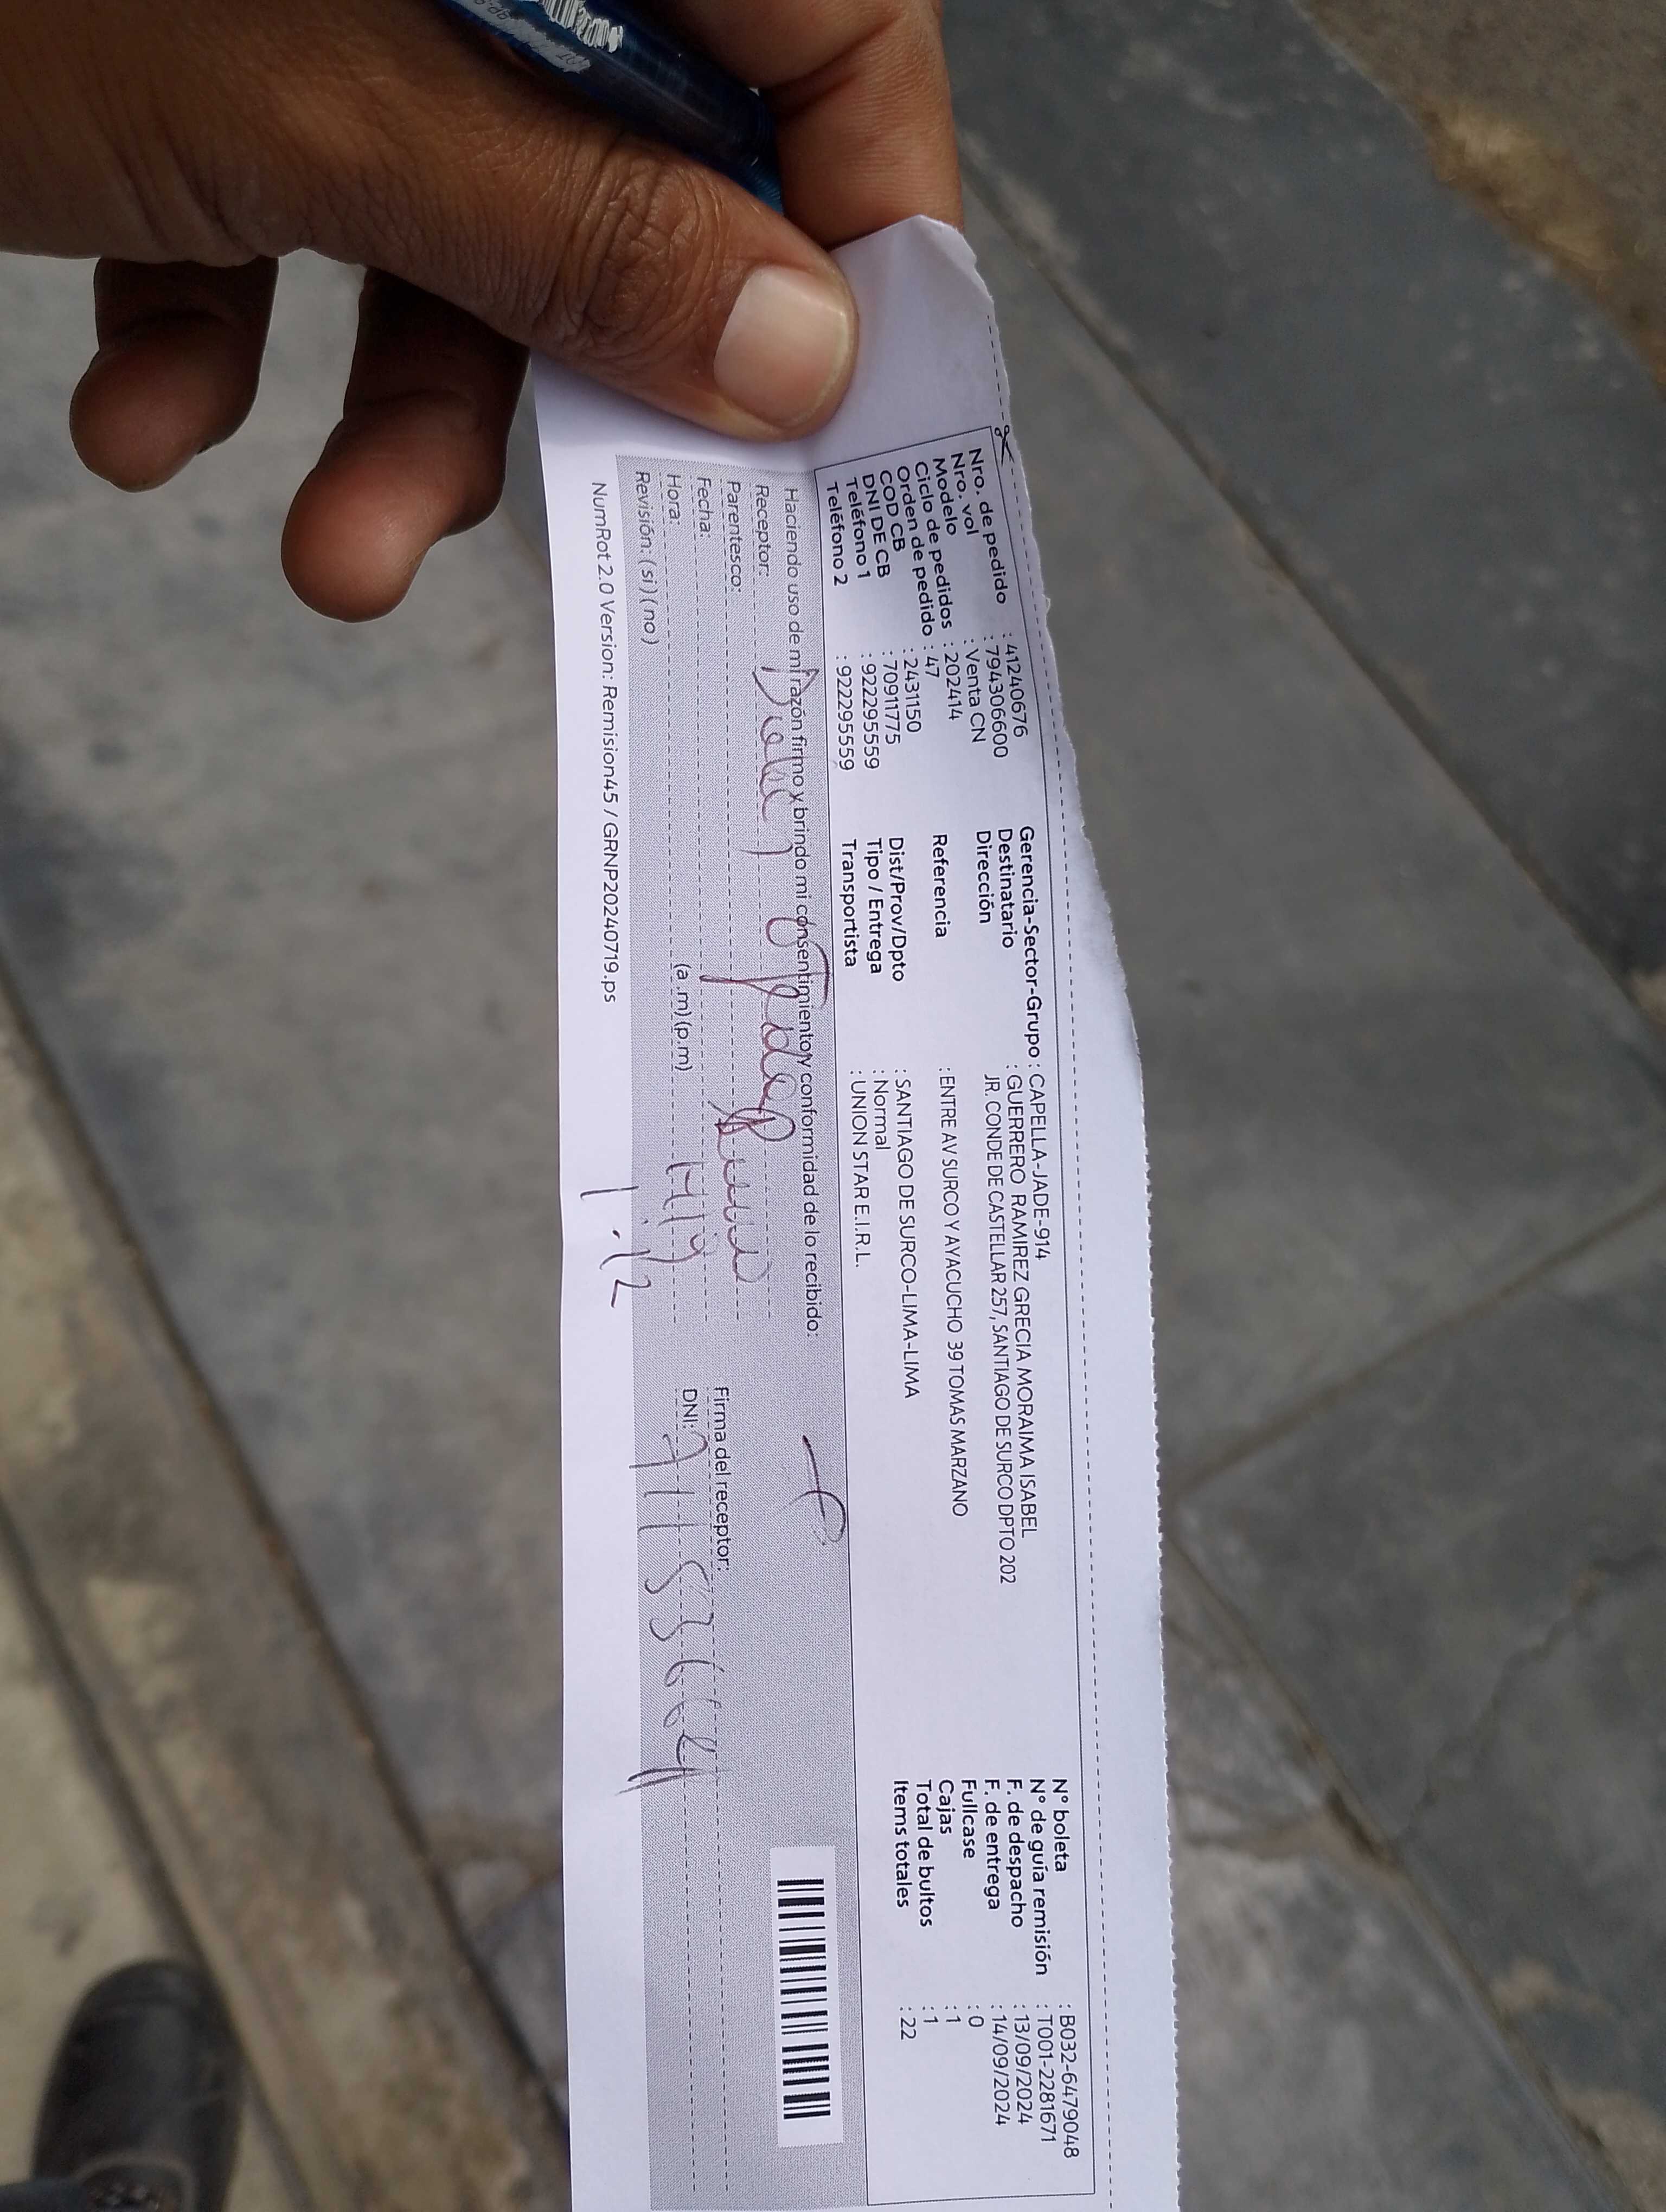 Nro. de pedido : 41240676
Nro. vol : 794306600
Modelo : Venta CN
Ciclo de pedidos : 202414
Orden de pedido : 47
COD CB : 2431150
DNI DE CB : 70911775
Teléfono 1 : 922295559
Teléfono 2 : 922295559
Gerencia-Sector-Grupo : CAPELLA-JADE-914
Destinatario : GUERRERO RAMIREZ GRECIA MORAIMA ISABEL
Dirección JR. CONDE DE CASTELLAR 257, SANTIAGO DE SURCO DPTO 202
Referencia : ENTRE AV SURCO Y AYACUCHO 39 TOMAS MARZANO
Dist/Prov/Dpto : SANTIAGO DE SURCO-LIMA-LIMA
Tipo / Entrega : Normal
Transportista : UNION STAR E.I.R.L.
N° boleta : B032-6479048
N° de guía remisión : T001-2281671
F. de despacho : 13/09/2024
F. de entrega : 14/09/2024
Fullcase : 0
Cajas : 1
Total de bultos : 1
Items totales : 22
Haciendo uso de mi razón firmo y brindo mi consentimiento y conformidad de lo recibido:
Receptor:
Parentesco:
Fecha:
Hora: (a.m) (p.m)
Revisión: (si) (no)
Firma del receptor:
DNI:
NumRot 2.0 Version: Remision45 / GRNP20240719.ps